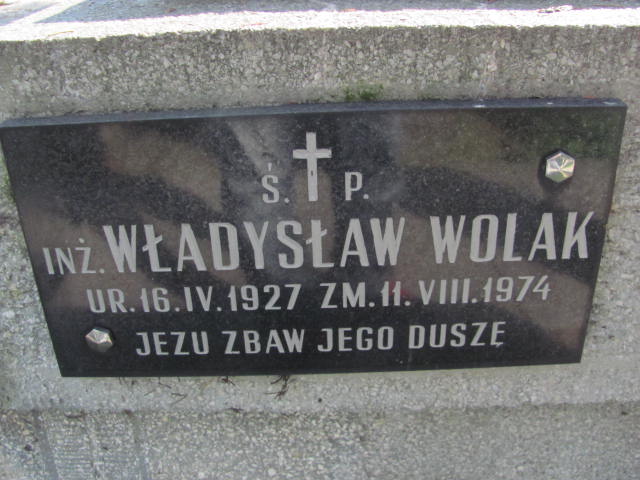 Ś. P.
INŻ. WŁADYSŁAW WOLAK
UR. 16. IV. 1927 ZM. 11. VIII. 1974
JEZU ZBAW JEGO DUSZĘ